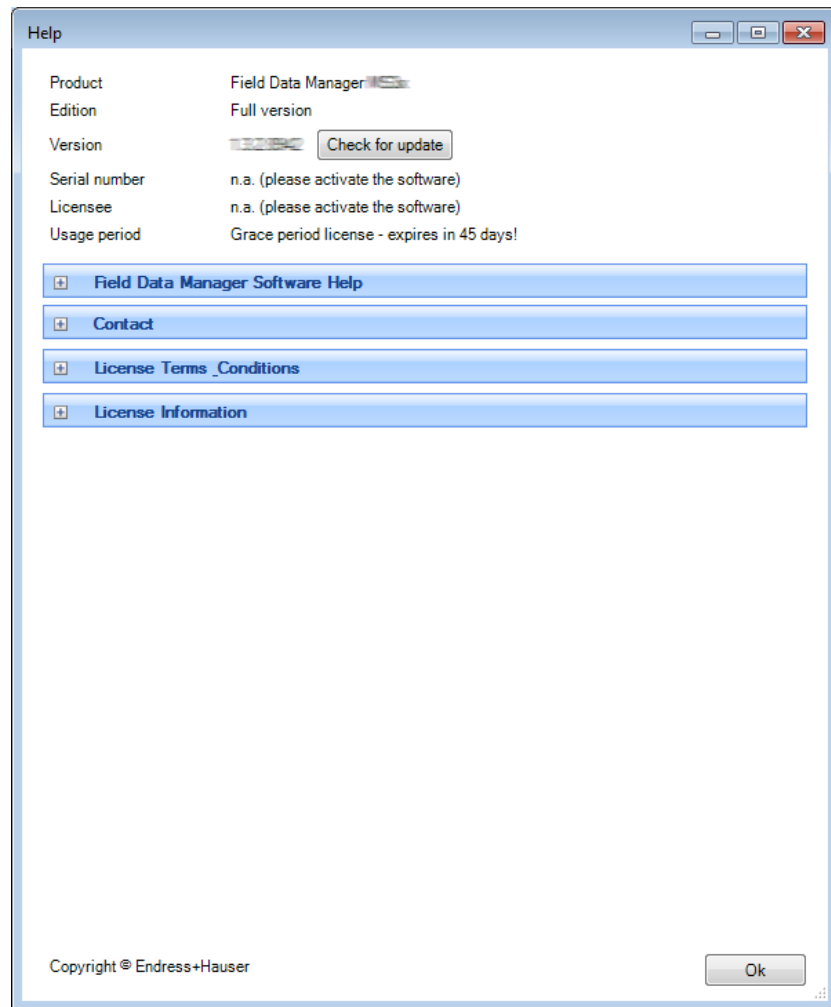 Help
Product Field Data Manager
Edition Full version
Version Check for update
Serial number n.a. (please activate the software)
Licensee n.a. (please activate the software)
Usage period Grace period license - expires in 45 days!
Field Data Manager Software Help
Contact
License Terms _Conditions
License Information
Copyright © Endress+Hauser
Ok